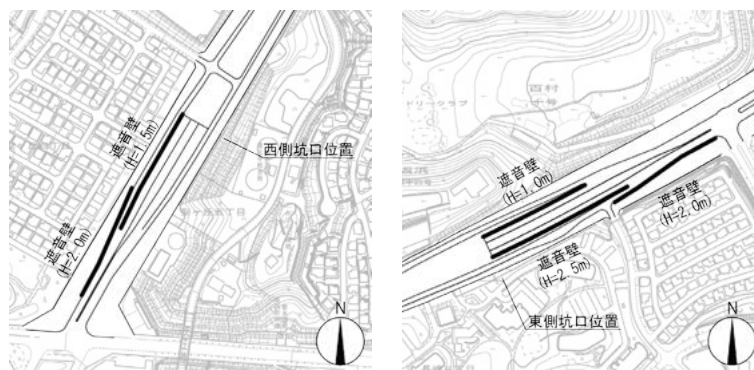 遮音壁
(H=1.5m)
西側坑口位置
遮音壁
(H=2.0m)
N
遮音壁
(H=1.0m)
遮音壁
(H=2.0m)
遮音壁
(H=2.5m)
東側坑口位置
N